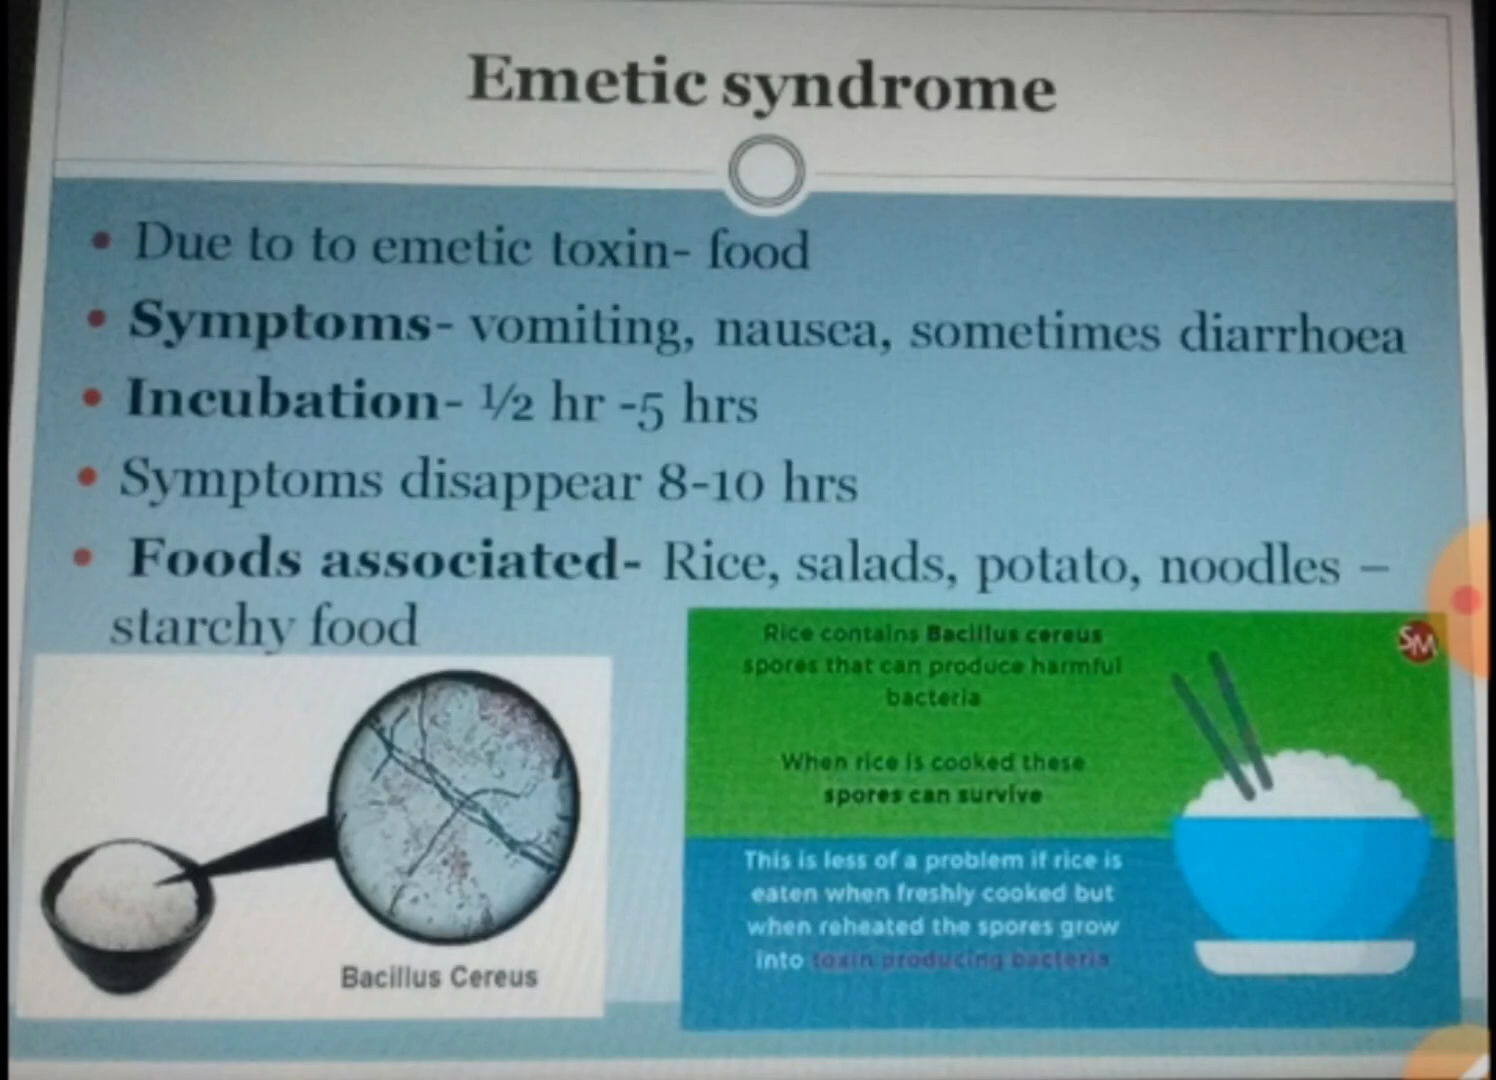 Emetic syndrome
• Due to to emetic toxin- food
• Symptoms- vomiting, nausea, sometimes diarrhoea
• Incubation- ½ hr -5 hrs
• Symptoms disappear 8-10 hrs
• Foods associated- Rice, salads, potato, noodles –
starchy food
Bacillus Cereus
Rice contains Bacillus cereus
spores that can produce harmful
bacteria
When rice is cooked these
spores can survive
This is less of a problem if rice is
eaten when freshly cooked but
when reheated the spores grow
into toxin producing bacteria
SM